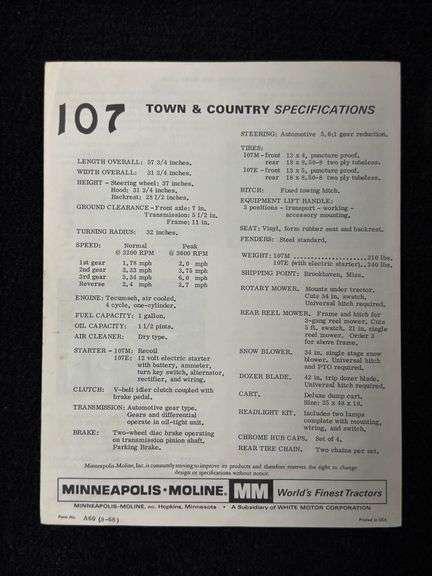 107 TOWN & COUNTRY SPECIFICATIONS
LENGTH OVERALL: 57 3/4 inches.
WIDTH OVERALL: 31 3/4 inches.
HEIGHT - Steering wheel: 37 inches.
Hood: 31 3/4 inches.
Backrest: 28 1/2 inches.
GROUND CLEARANCE - Front axle: 7 in.
Transmission: 5 1/2 in.
Frame: 11 in.
TURNING RADIUS: 32 inches.
SPEED: Normal Peak
@ 3200 RPM @ 3600 RPM
1st gear 1.78 mph 2.0 mph
2nd gear 3.33 mph 3.75 mph
3rd gear 5.34 mph 6.0 mph
Reverse 2.4 mph 2.7 mph
ENGINE: Tecumseh, air cooled,
4 cycle, one-cylinder.
FUEL CAPACITY: 1 gallon.
OIL CAPACITY: 1 1/2 pints.
AIR CLEANER: Dry type.
STARTER - 107M: Recoil
107E: 12 volt electric starter
with battery, ammeter,
turn key switch, alternator,
rectifier, and wiring.
CLUTCH: V-belt idler clutch coupled with
brake pedal.
TRANSMISSION: Automotive gear type.
Gears and differential
operate in oil-tight unit.
BRAKE: Two-wheel disc brake operating
on transmission pinion shaft.
Parking Brake.
STEERING: Automotive 5.6:1 gear reduction.
TIRES:
107M - front 13 x 4, puncture proof.
rear 18 x 8.50-8 two ply tubeless.
107E - front 13 x 5, puncture proof.
rear 18 x 8.50-8 two ply tubeless.
HITCH: Fixed towing hitch.
EQUIPMENT LIFT HANDLE:
3 positions - transport - working -
accessory mounting.
SEAT: Vinyl, foam rubber seat and backrest.
FENDERS: Steel standard.
WEIGHT: 107M 310 lbs.
107E (with electric starter) 340 lbs.
SHIPPING POINT: Brookhaven, Miss.
ROTARY MOWER. Mounts under tractor.
Cuts 34 in. swath.
Universal hitch required.
REAR REEL MOWER. Frame and hitch for
3-gang reel mower. Cuts
5 ft. swath. 21 in. single
reel mower. Order 3
for above frame.
SNOW BLOWER. 34 in. single stage snow
blower. Universal hitch
and PTO required.
DOZER BLADE. 42 in. trip dozer blade.
Universal hitch required.
CART. Deluxe dump cart.
Size: 25 x 48 x 10.
HEADLIGHT KIT. Includes two lamps
complete with mounting,
wiring, and switch.
CHROME HUB CAPS. Set of 4.
REAR TIRE CHAIN. Two chains per set.
Minneapolis-Moline, Inc. is constantly striving to improve its products and therefore reserves the right to change
design or specifications without notice.
MINNEAPOLIS-MOLINE. MM World's Finest Tractors
MINNEAPOLIS-MOLINE, INC. Hopkins, Minnesota • A Subsidiary of WHITE MOTOR CORPORATION
Form No. A60 (8-68) Printed in USA